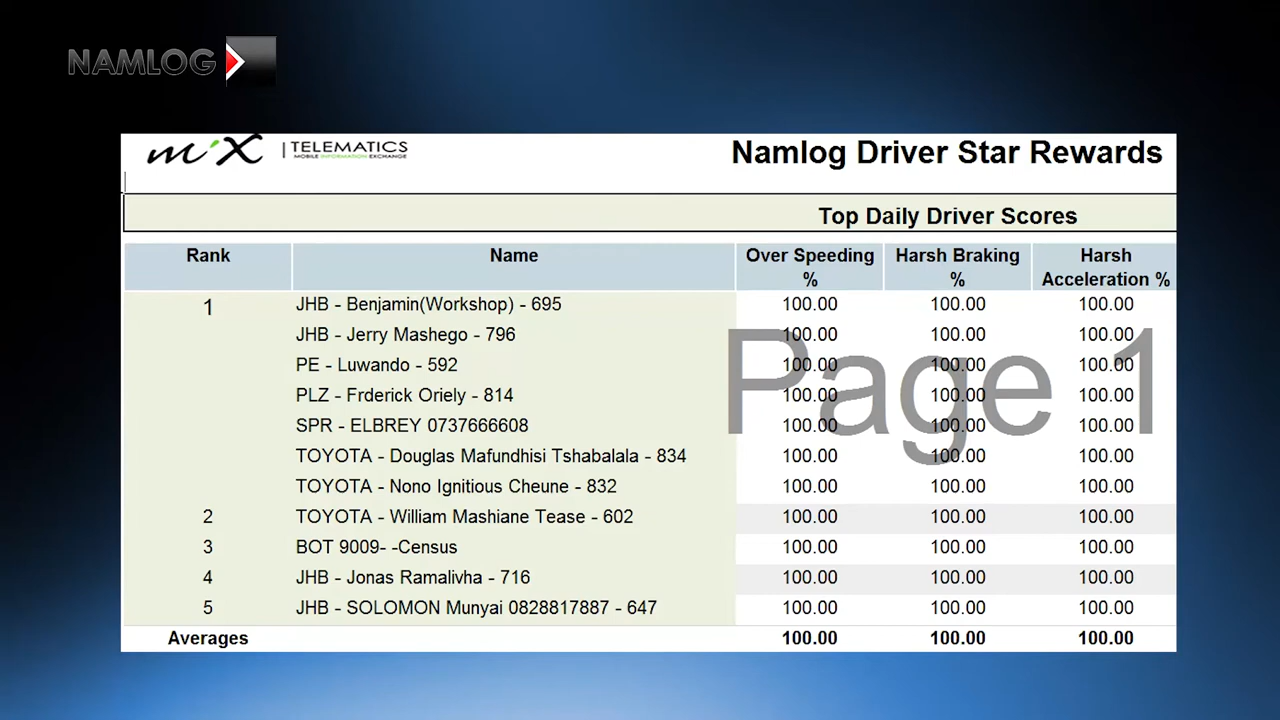 NAMLOG
m'X | TELEMATICS
MOBILE INFORMATION EXCHANGE
Namlog Driver Star Rewards
Top Daily Driver Scores
Rank Name Over Speeding % Harsh Braking % Harsh Acceleration %
1 JHB - Benjamin(Workshop) - 695 100.00 100.00 100.00
JHB - Jerry Mashego - 796 100.00 100.00 100.00
PE - Luwando - 592 100.00 100.00 100.00
PLZ - Frderick Oriely - 814 100.00 100.00 100.00
SPR - ELBREY 0737666608 100.00 100.00 100.00
TOYOTA - Douglas Mafundhisi Tshabalala - 834 100.00 100.00 100.00
TOYOTA - Nono Ignitious Cheune - 832 100.00 100.00 100.00
2 TOYOTA - William Mashiane Tease - 602 100.00 100.00 100.00
3 BOT 9009- -Census 100.00 100.00 100.00
4 JHB - Jonas Ramalivha - 716 100.00 100.00 100.00
5 JHB - SOLOMON Munyai 0828817887 - 647 100.00 100.00 100.00
Averages 100.00 100.00 100.00
Page 1